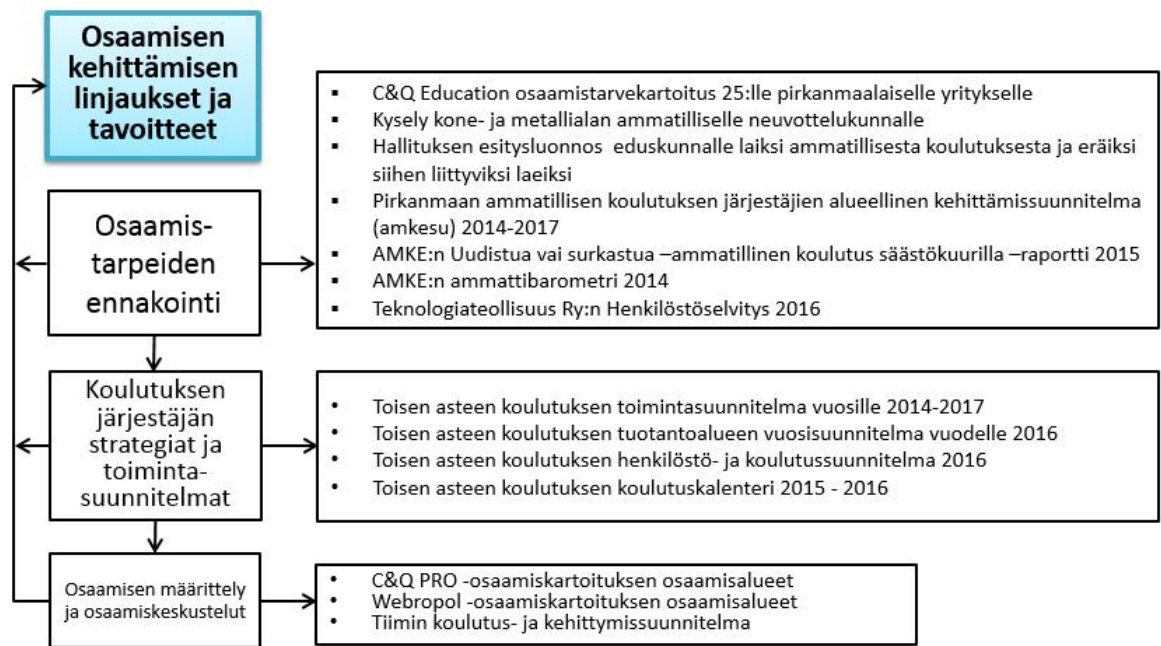 Osaamisen
kehittämisen
linjaukset ja
tavoitteet
▪ C&Q Education osaamistarvekartoitus 25:lle pirkanmaalaiselle yritykselle
▪ Kysely kone- ja metallialan ammatilliselle neuvottelukunnalle
▪ Hallituksen esitysluonnos eduskunnalle laiksi ammatillisesta koulutuksesta ja eräiksi
siihen liittyviksi laeiksi
▪ Pirkanmaan ammatillisen koulutuksen järjestäjien alueellinen kehittämissuunnitelma
(amkesu) 2014-2017
▪ AMKE:n Uudistua vai surkastua –ammatillinen koulutus säästökuurilla –raportti 2015
▪ AMKE:n ammattibarometri 2014
▪ Teknologiateollisuus Ry:n Henkilöstöselvitys 2016
Osaamis-
tarpeiden
ennakointi
Koulutuksen
järjestäjän
strategiat ja
toiminta-
suunnitelmat
• Toisen asteen koulutuksen toimintasuunnitelma vuosille 2014-2017
• Toisen asteen koulutuksen tuotantoalueen vuosisuunnitelma vuodelle 2016
• Toisen asteen koulutuksen henkilöstö- ja koulutussuunnitelma 2016
• Toisen asteen koulutuksen koulutuskalenteri 2015 - 2016
Osaamisen määrittely
ja osaamiskeskustelut
• C&Q PRO -osaamiskartoituksen osaamisalueet
• Webropol -osaamiskartoituksen osaamisalueet
• Tiimin koulutus- ja kehittymissuunnitelma